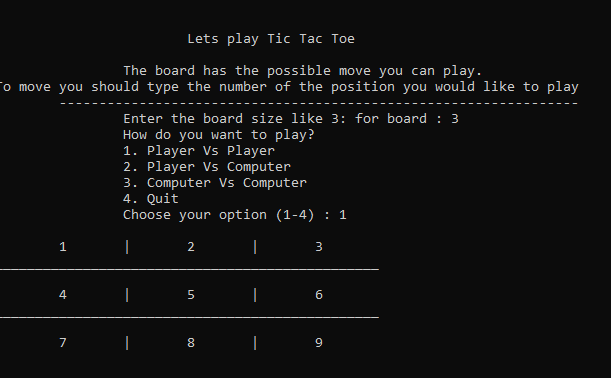 Lets play Tic Tac Toe
The board has the possible move you can play.
To move you should type the number of the position you would like to play
--------------------------------------------------------------
Enter the board size like 3: for board : 3
How do you want to play?
1. Player Vs Player
2. Player Vs Computer
3. Computer Vs Computer
4. Quit
Choose your option (1-4) : 1
1 | 2 | 3
4 | 5 | 6
7 | 8 | 9